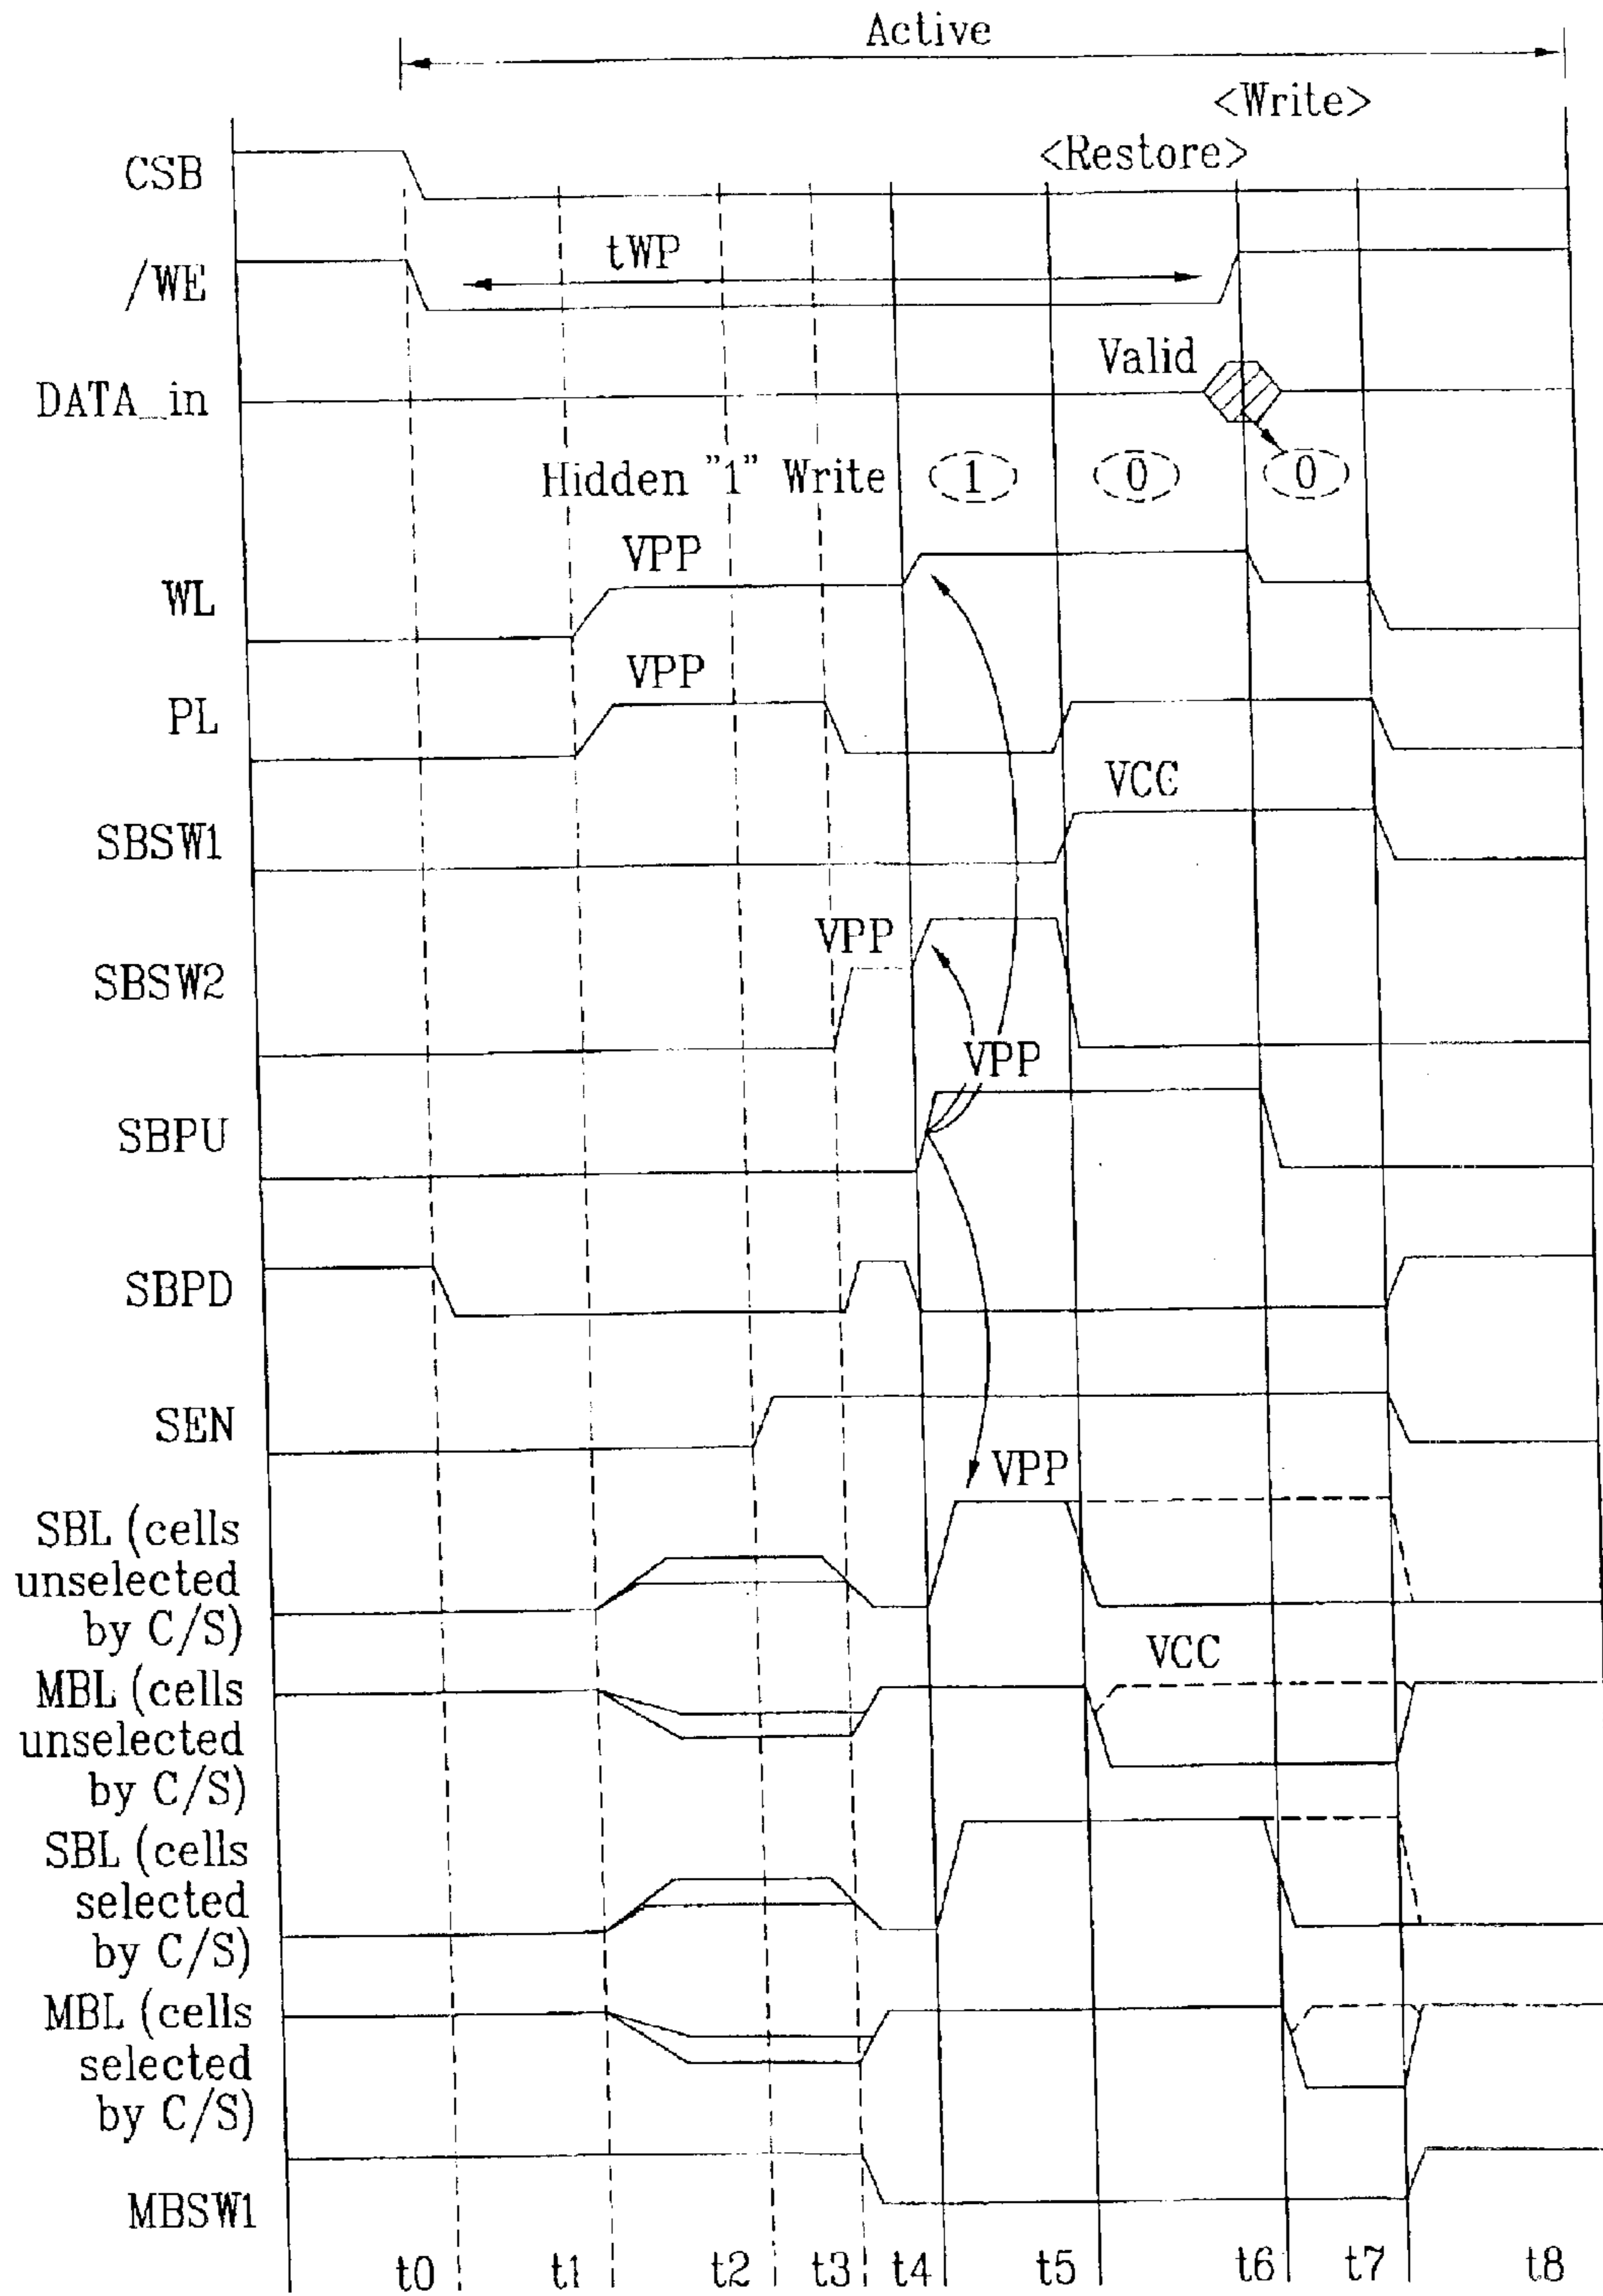 Active
<Write>
<Restore>
CSB
tWP
/WE
Valid
DATA_in
Hidden "1" Write
1
0
0
VPP
WL
VPP
PL
VCC
SBSW1
VPP
SBSW2
VPP
SBPU
SBPD
SEN
VPP
SBL (cells
unselected
by C/S)
VCC
MBL (cells
unselected
by C/S)
SBL (cells
selected
by C/S)
MBL (cells
selected
by C/S)
MBSW1
t0 t1 t2 t3 t4 t5 t6 t7 t8